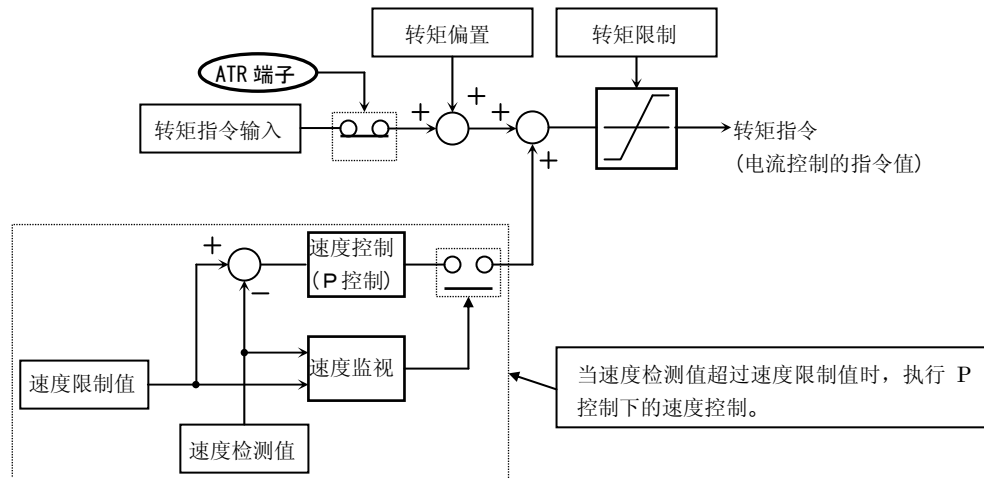 转矩偏置
转矩限制
ATR 端子
转矩指令输入
+
+
+
+
转矩指令
(电流控制的指令值)
速度控制
(P 控制)
+
−
速度监视
速度限制值
速度检测值
当速度检测值超过速度限制值时，执行 P
控制下的速度控制。